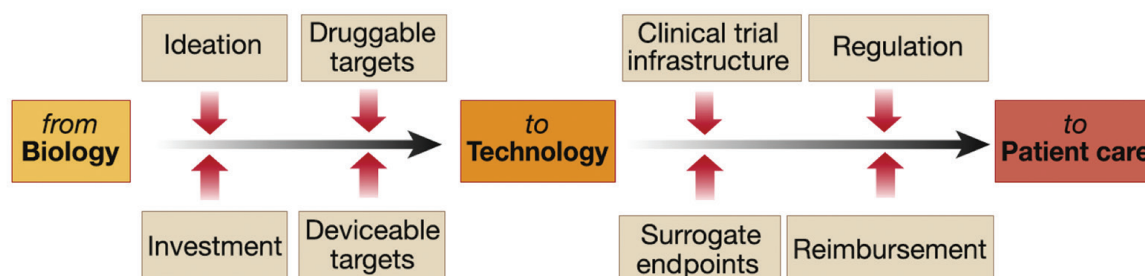 Ideation
Druggable
targets
Clinical trial
infrastructure
Regulation
from
Biology
to
Technology
to
Patient care
Investment
Deviceable
targets
Surrogate
endpoints
Reimbursement